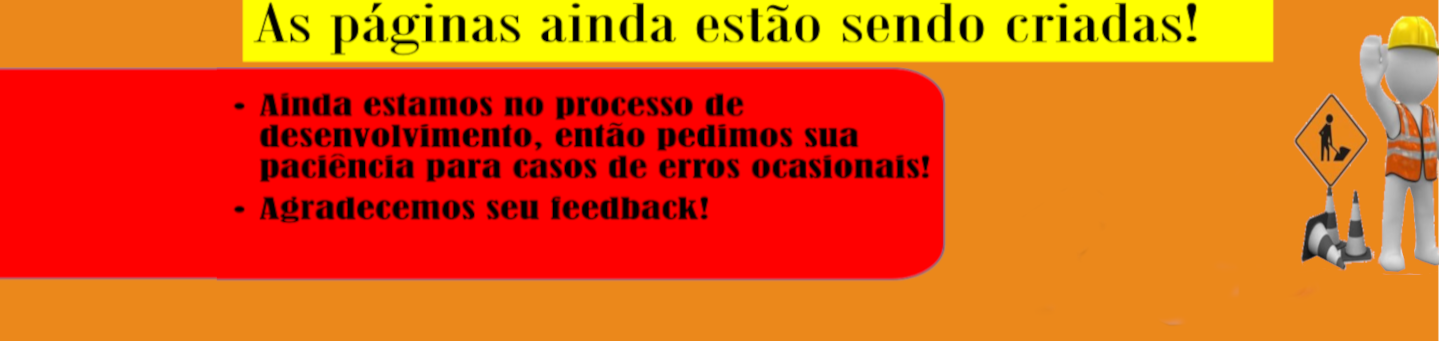 As páginas ainda estão sendo criadas!
• Ainda estamos no processo de
desenvolvimento, então pedimos sua
paciência para casos de erros ocasionais!
• Agradecemos seu feedback!